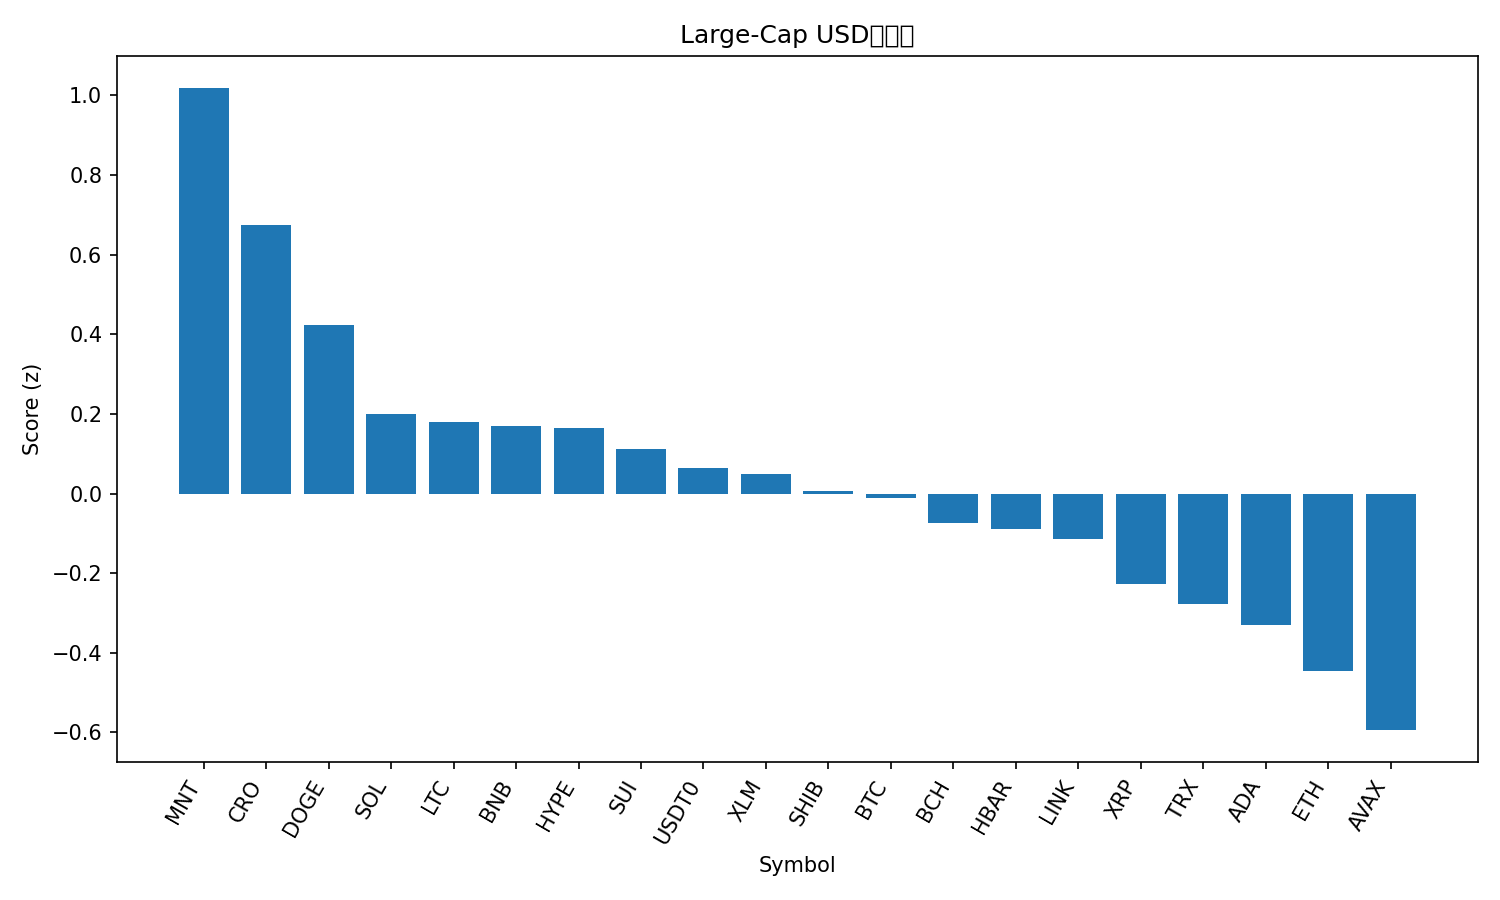 Large-Cap USD
Score (z)
1.0
0.8
0.6
0.4
0.2
0.0
−0.2
−0.4
−0.6
MNT
CRO
DOGE
SOL
LTC
BNB
HYPE
SUI
USDT0
XLM
SHIB
BTC
BCH
HBAR
LINK
XRP
TRX
ADA
ETH
AVAX
Symbol